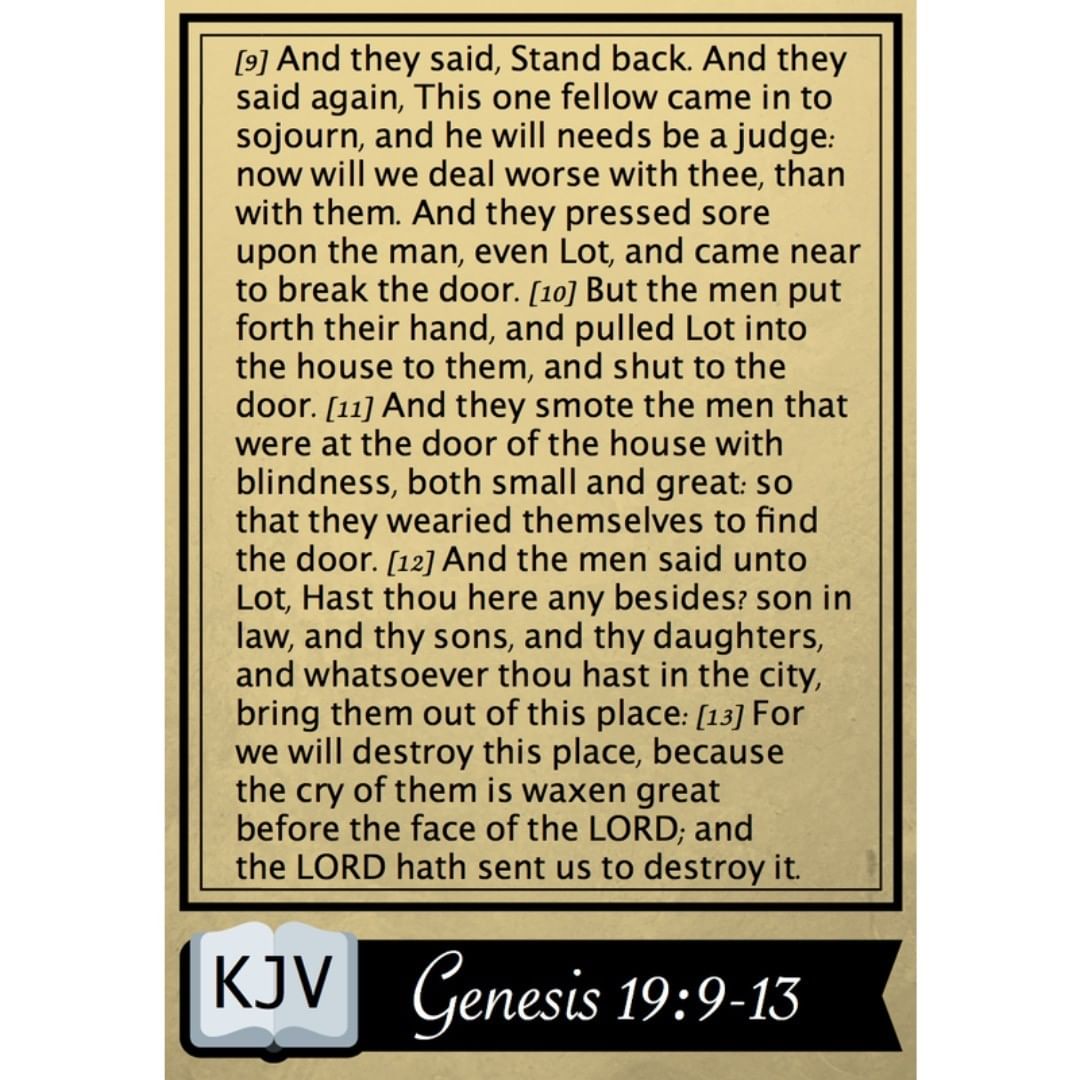 [9] And they said, Stand back. And they
said again, This one fellow came in to
sojourn, and he will needs be a judge:
now will we deal worse with thee, than
with them. And they pressed sore
upon the man, even Lot, and came near
to break the door. [10] But the men put
forth their hand, and pulled Lot into
the house to them, and shut to the
door. [11] And they smote the men that
were at the door of the house with
blindness, both small and great: so
that they wearied themselves to find
the door. [12] And the men said unto
Lot, Hast thou here any besides? son in
law, and thy sons, and thy daughters,
and whatsoever thou hast in the city,
bring them out of this place: [13] For
we will destroy this place, because
the cry of them is waxen great
before the face of the LORD; and
the LORD hath sent us to destroy it.
KJV
Genesis 19:9-13